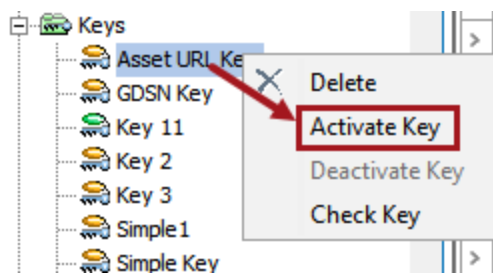 Keys
Asset URL Ke
GDSN Key
Key 11
Key 2
Key 3
Simple1
Simple Key
Delete
Activate Key
Deactivate Key
Check Key